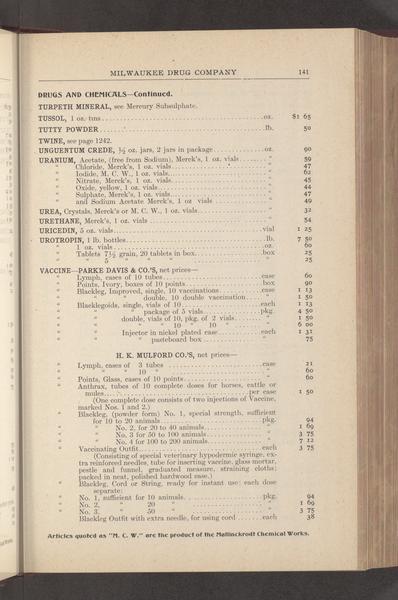 MILWAUKEE DRUG COMPANY 141
DRUGS AND CHEMICALS—Continued.
TURPETH MINERAL, see Mercury Subsulphate.
TUSSOL, 1 oz. tins oz. $1 65
TUTTY POWDER lb. 50
TWINE, see page 1242.
UNGUENTUM CREDE, ½ oz. jars, 2 jars in package oz. 90
URANIUM, Acetate, (free from Sodium), Merck's, 1 oz. vials " 59
" Chloride, Merck's, 1 oz. vials " 47
" Iodide, M. C. W., 1 oz. vials " 62
" Nitrate, Merck's, 1 oz. vials " 45
" Oxide, yellow, 1 oz. vials " 44
" Sulphate, Merck's, 1 oz. vials " 47
" and Sodium Acetate Merck's, 1 oz vials " 49
UREA, Crystals, Merck's or M. C. W., 1 oz. vials " 32
URETHANE, Merck's, 1 oz. vials " 54
URICEDIN, 5 oz. vials vial 1 25
UROTROPIN, 1 lb. bottles lb. 7 50
" 1 oz. vials oz. 60
" Tablets 7½ grain, 20 tablets in box box 25
" " 5 " " " " 25
VACCINE—PARKE DAVIS & CO.'S, net prices—
" Lymph, cases of 10 tubes case 60
" Points, Ivory, boxes of 10 points box 90
" Blackleg, Improved, single, 10 vaccinations case 1 13
" " " double, 10 double vaccination " 1 50
" Blacklegoids, single, vials of 10 each 1 13
" " " package of 5 vials pkg. 4 50
" " double, vials of 10, pkg. of 2 vials " 1 50
" " " " 10 " 10 " " 6 00
" " Injector in nickel plated case each 1 31
" " " pasteboard box " 75
H. K. MULFORD CO.'S, net prices—
" Lymph, cases of 3 tubes case 21
" " " 10 " " 60
" Points, Glass, cases of 10 points " 60
" Anthrax, tubes of 10 complete doses for horses, cattle or
mules per case 1 50
(One complete dose consists of two injections of Vaccine,
marked Nos. 1 and 2.)
" Blackleg, (powder form) No. 1, special strength, sufficient
for 10 to 20 animals pkg. 94
" " No. 2, for 20 to 40 animals " 1 69
" " No. 3 for 50 to 100 animals " 3 75
" " No. 4 for 100 to 200 animals " 7 12
" Vaccinating Outfit each 3 75
(Consisting of special veterinary hypodermic syringe, ex-
tra reinforced needles, tube for inserting vaccine, glass mortar,
pestle and funnel, graduated measure, straining cloths;
packed in neat, polished hardwood case.)
" Blackleg, Cord or String, ready for instant use; each dose
separate:
" No. 1, sufficient for 10 animals pkg. 94
" No. 2, " 20 " " 1 69
" No. 3, " 50 " " 3 75
Blackleg Outfit with extra needle, for using cord each 38
Articles quoted as "M. C. W." are the product of the Mallinckrodt Chemical Works.